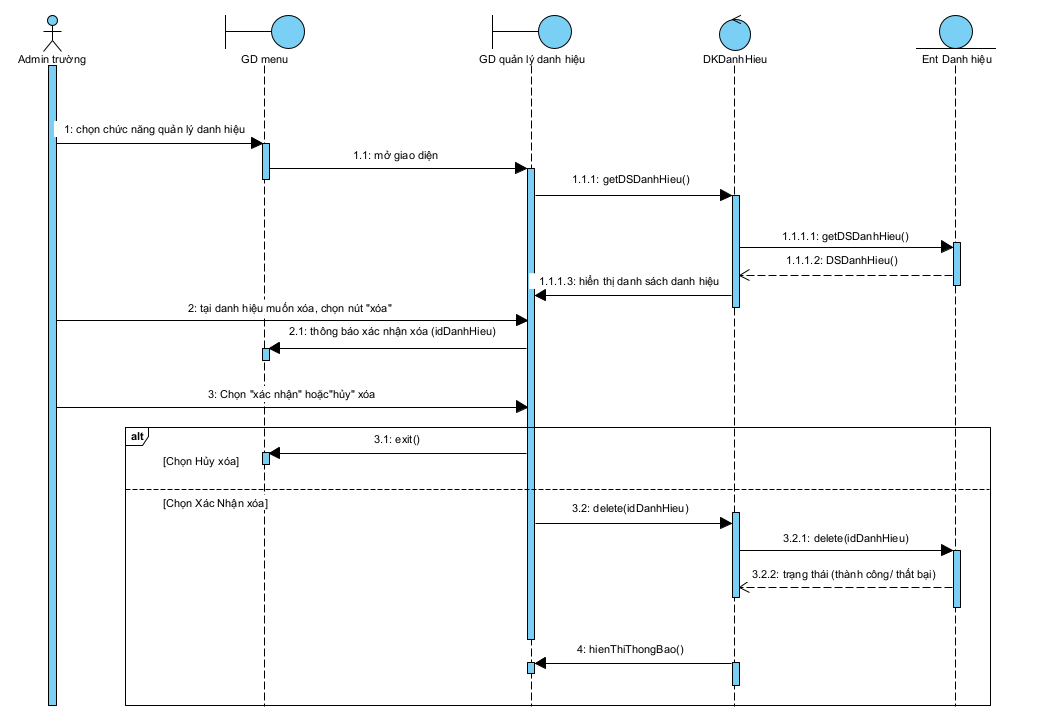 Admin trường
GD menu
GD quản lý danh hiệu
DKDanhHieu
Ent Danh hiệu
1: chọn chức năng quản lý danh hiệu
1.1: mở giao diện
1.1.1: getDSDanhHieu()
1.1.1.1: getDSDanhHieu()
1.1.1.2: DSDanhHieu()
1.1.1.3: hiển thị danh sách danh hiệu
2: tại danh hiệu muốn xóa, chọn nút "xóa"
2.1: thông báo xác nhận xóa (idDanhHieu)
3: Chọn "xác nhận" hoặc"hủy" xóa
alt
3.1: exit()
[Chọn Hủy xóa]
[Chọn Xác Nhận xóa]
3.2: delete(idDanhHieu)
3.2.1: delete(idDanhHieu)
3.2.2: trạng thái (thành công/ thất bại)
4: hienThiThongBao()